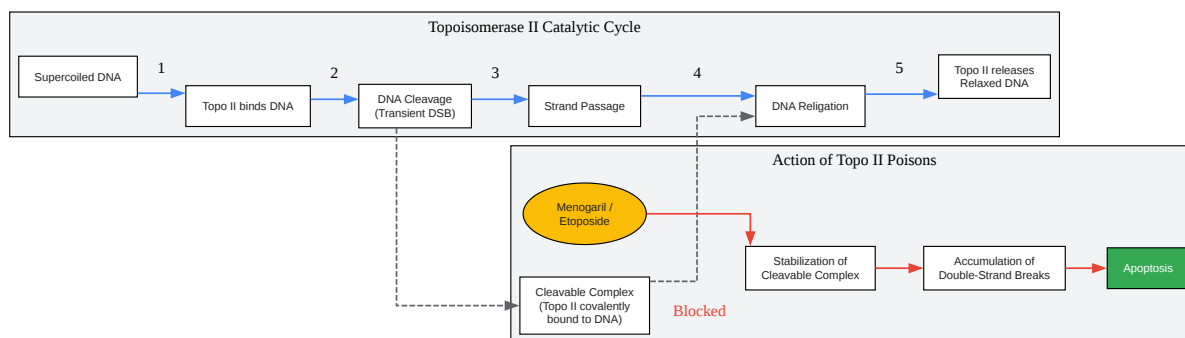 Topoisomerase II Catalytic Cycle
1
2
3
4
5
Supercoiled DNA
Topo II binds DNA
DNA Cleavage
(Transient DSB)
Strand Passage
DNA Religation
Topo II releases
Relaxed DNA
Action of Topo II Poisons
Menogaril /
Etoposide
Stabilization of
Cleavable Complex
Accumulation of
Double-Strand Breaks
Apoptosis
Cleavable Complex
(Topo II covalently
bound to DNA)
Blocked